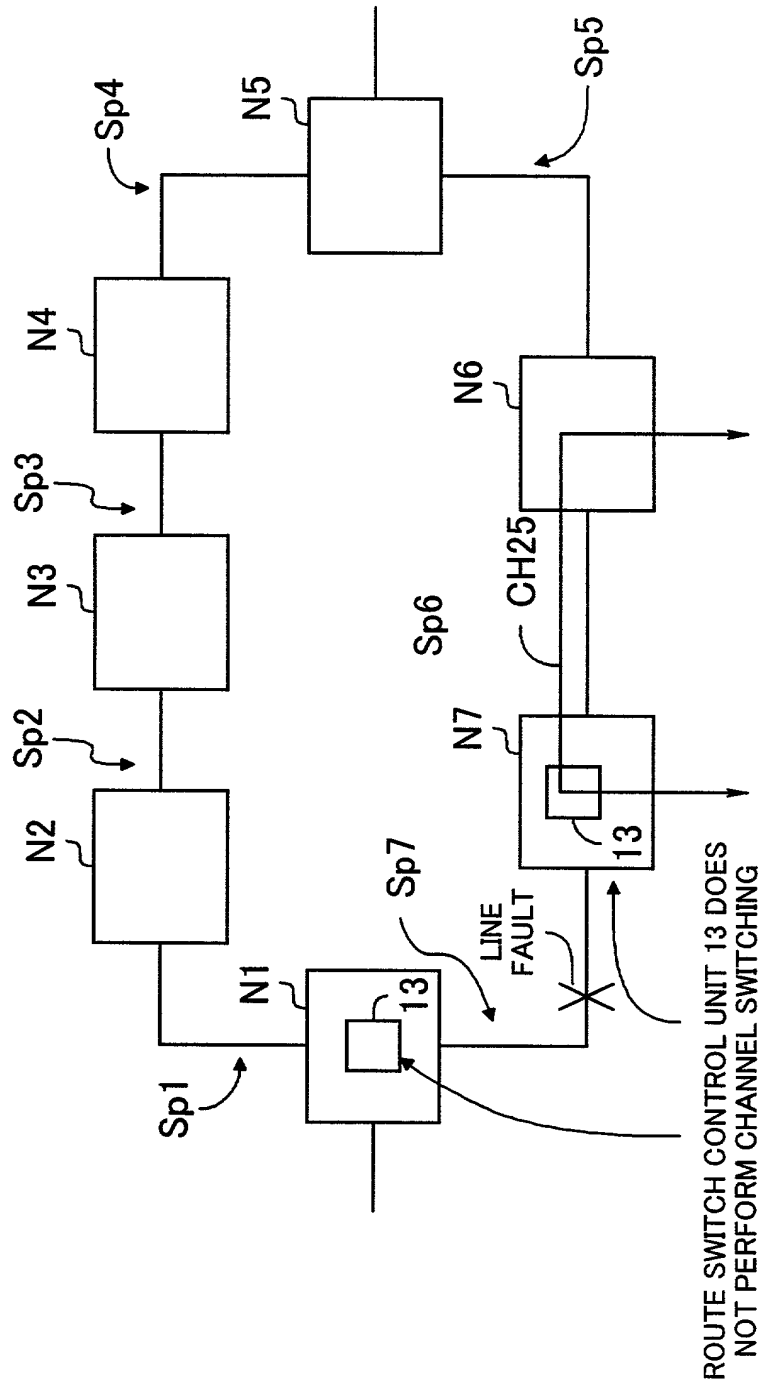 Sp4
N5
Sp5
N4
Sp3
N3
Sp2
N2
Sp1
N1
13
Sp7
LINE
FAULT
N7
13
Sp6
CH25
N6
ROUTE SWITCH CONTROL UNIT 13 DOES
NOT PERFORM CHANNEL SWITCHING